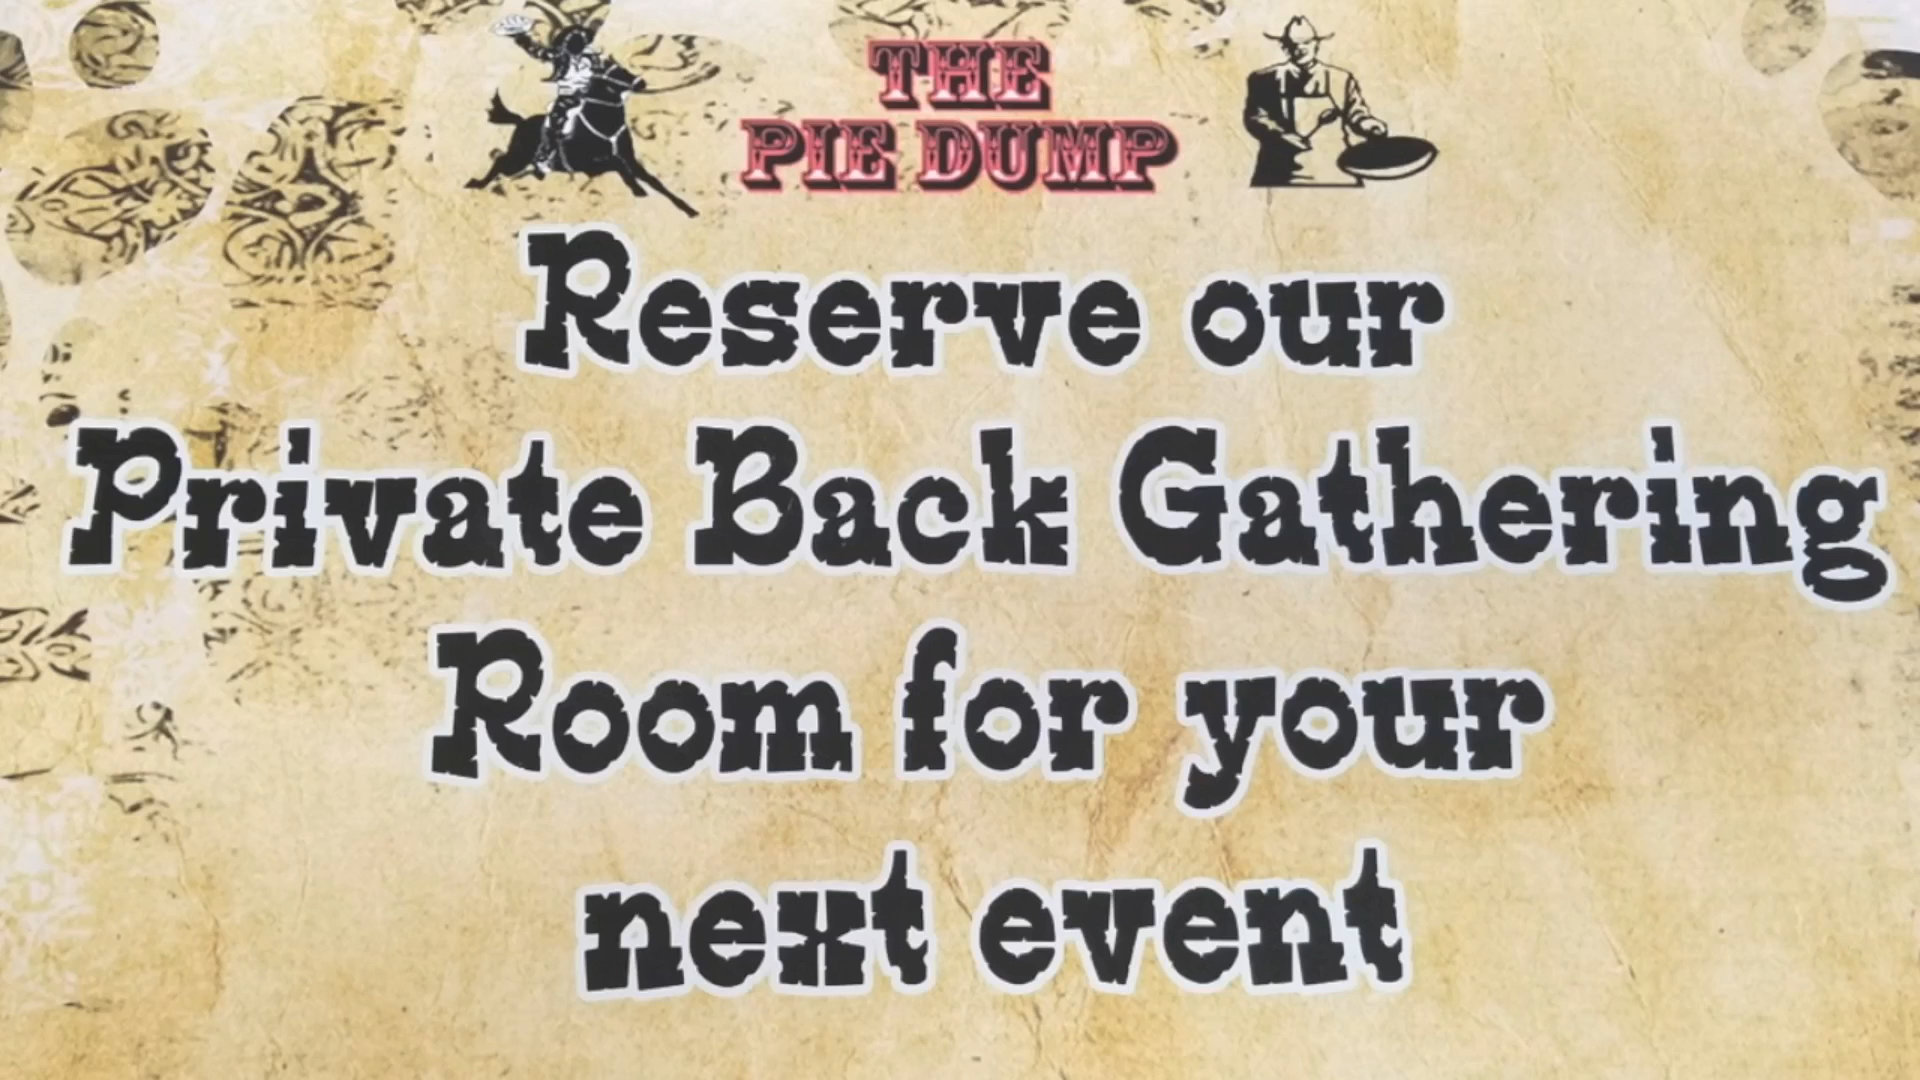 THE
PIE DUMP
Reserve our
Private Back Gathering
Room for your
next event